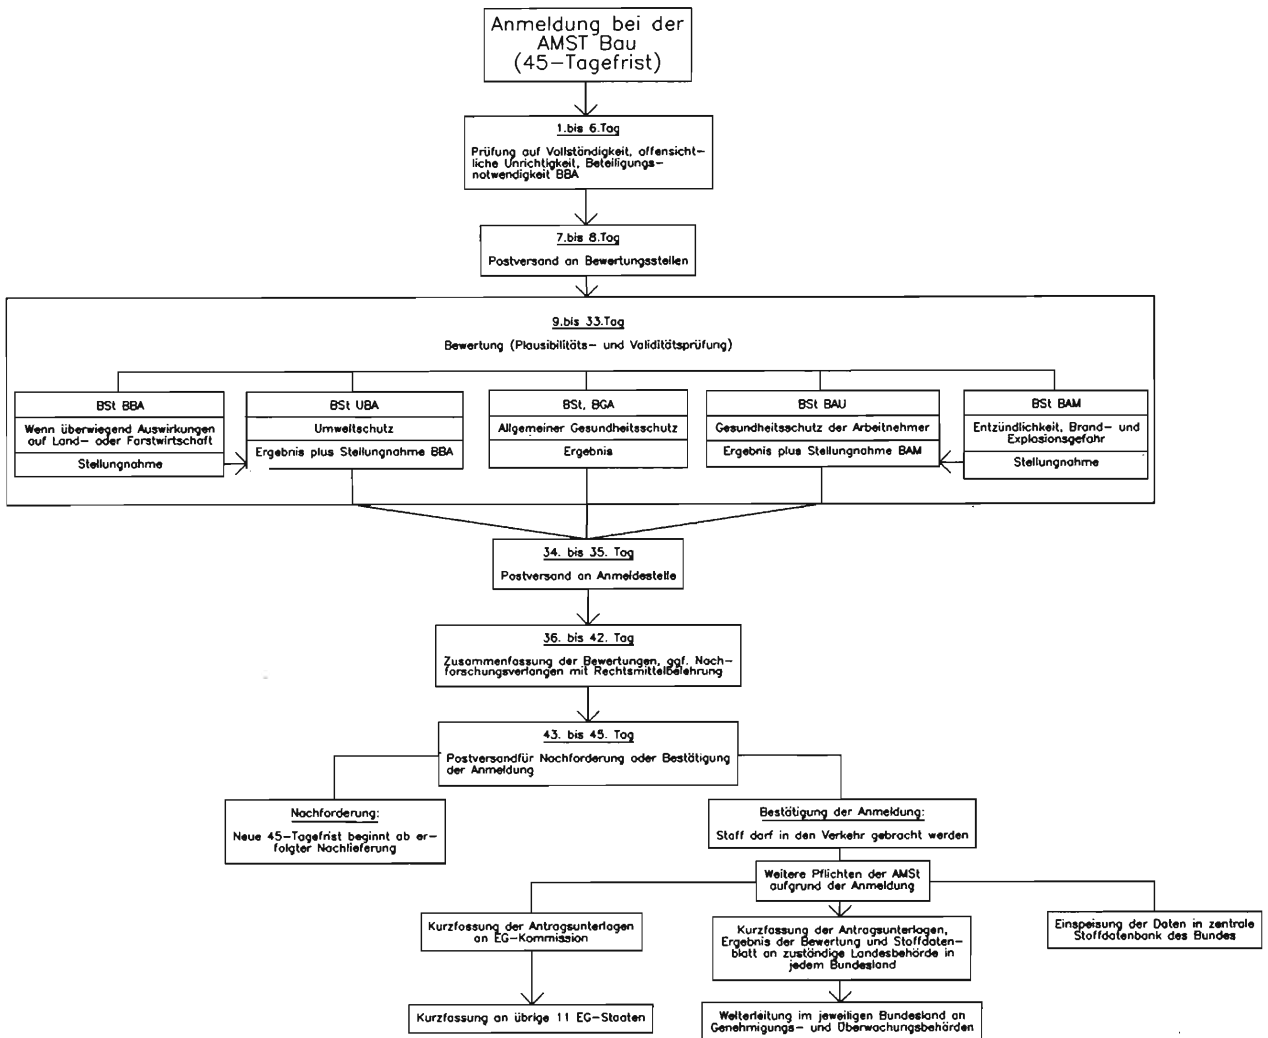 Anmeldung bei der
AMST Bau
(45-Tagefrist)
1.bis 6.Tag
Prüfung auf Vollständigkeit, offensicht-
liche Unrichtigkeit, Beteiligungs-
notwendigkeit BBA
7.bis 8.Tag
Postversand an Bewertungsstellen
9.bis 33.Tag
Bewertung (Plausibilitäts- und Validitätsprüfung)
BSt BBA
Wenn überwiegend Auswirkungen
auf Land- oder Forstwirtschaft
Stellungnahme
BSt UBA
Umweltschutz
Ergebnis plus Stellungnahme BBA
BSt, BGA
Allgemeiner Gesundheitsschutz
Ergebnis
BSt BAU
Gesundheitsschutz der Arbeitnehmer
Ergebnis plus Stellungnahme BAM
BSt BAM
Entzündlichkeit, Brand- und
Explosionsgefahr
Stellungnahme
34. bis 35. Tag
Postversand an Anmeldestelle
36. bis 42. Tag
Zusammenfassung der Bewertungen, ggf. Nach-
forschungsverlangen mit Rechtsmittelbelehrung
43. bis 45. Tag
Postversandfür Nachforderung oder Bestätigung
der Anmeldung
Nachforderung:
Neue 45-Tagefrist beginnt ab er-
folgter Nachlieferung
Bestätigung der Anmeldung:
Stoff darf in den Verkehr gebracht werden
Weitere Pflichten der AMSt
aufgrund der Anmeldung
Kurzfassung der Antragsunterlagen
an EG-Kommission
Kurzfassung an übrige 11 EG-Staaten
Kurzfassung der Antragsunterlagen,
Ergebnis der Bewertung und Stoffdaten-
blatt an zuständige Landesbehörde in
jedem Bundesland
Weiterleitung im jeweiligen Bundesland an
Genehmigungs- und Überwachungsbehörden
Einspeisung der Daten in zentrale
Stoffdatenbank des Bundes